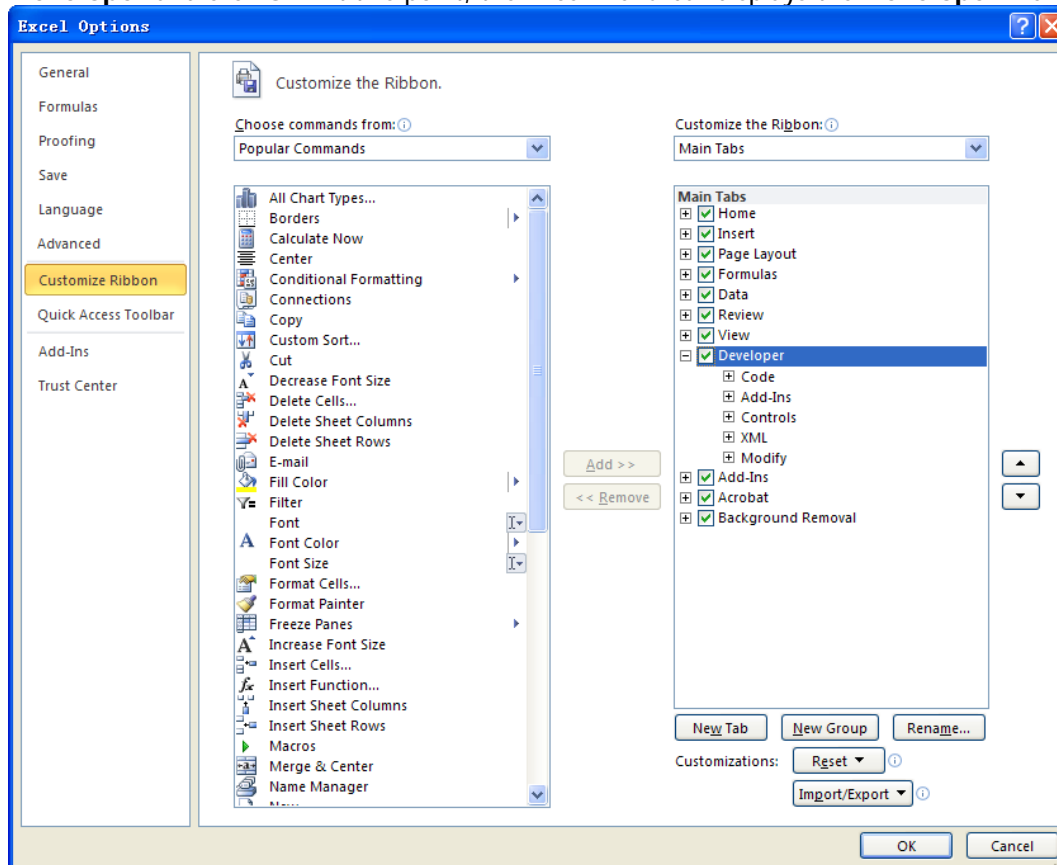 Excel Options
General
Formulas
Proofing
Save
Language
Advanced
Customize Ribbon
Quick Access Toolbar
Add-Ins
Trust Center
Customize the Ribbon.
Choose commands from:
Popular Commands
All Chart Types...
Borders
Calculate Now
Center
Conditional Formatting
Connections
Copy
Custom Sort...
Cut
Decrease Font Size
Delete Cells...
Delete Sheet Columns
Delete Sheet Rows
E-mail
Fill Color
Filter
Font
Font Color
Font Size
Format Cells...
Format Painter
Freeze Panes
Increase Font Size
Insert Cells...
Insert Function...
Insert Sheet Columns
Insert Sheet Rows
Macros
Merge & Center
Name Manager
Add >>
<< Remove
Customize the Ribbon:
Main Tabs
Main Tabs
Home
Insert
Page Layout
Formulas
Data
Review
View
Developer
Code
Add-Ins
Controls
XML
Modify
Add-Ins
Acrobat
Background Removal
New Tab New Group Rename...
Customizations: Reset
Import/Export
OK Cancel